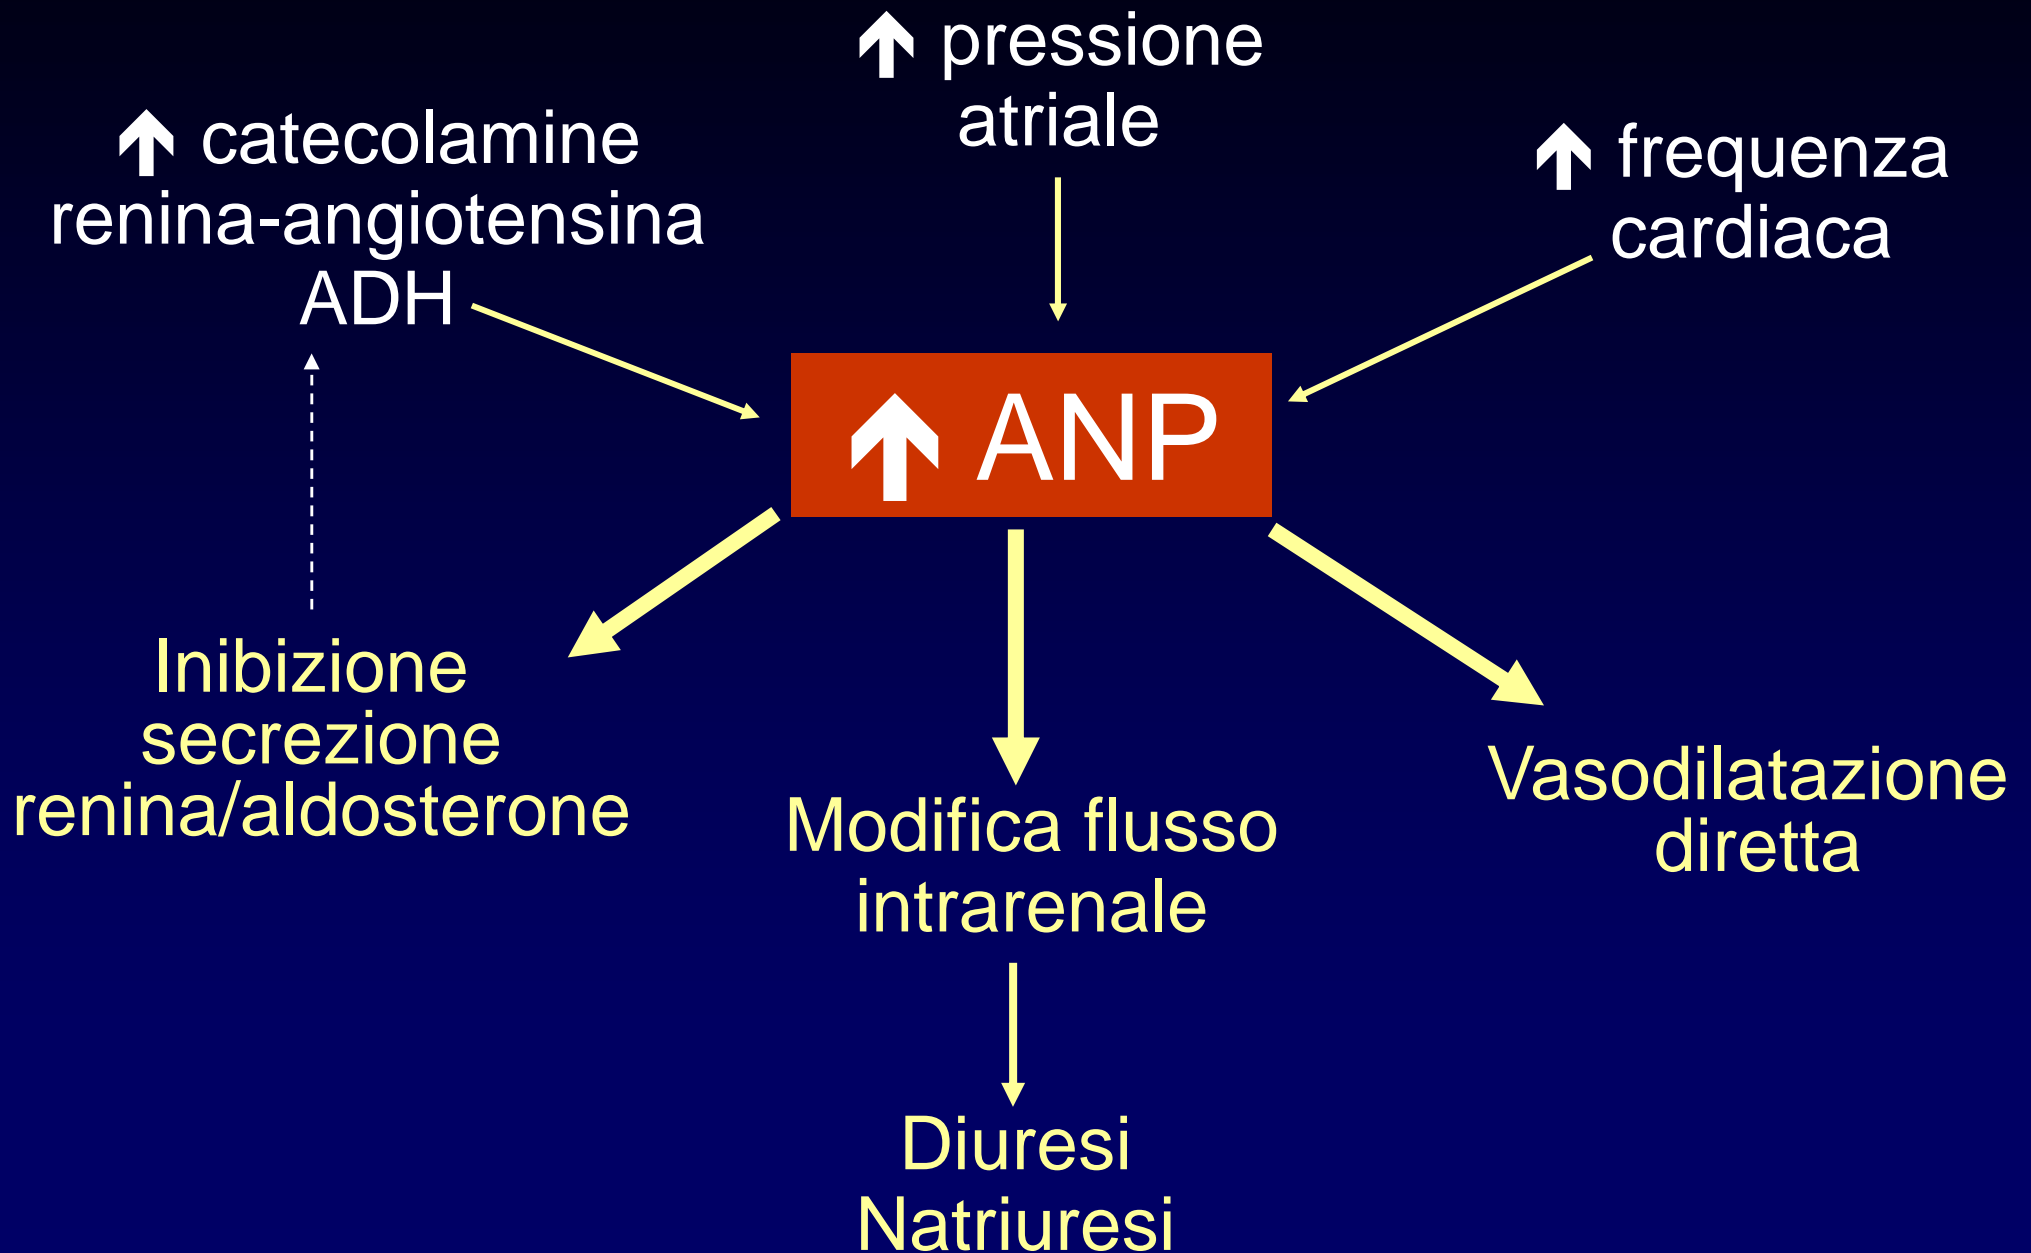 ↑ pressione
atriale
↑ catecolamine
renina-angiotensina
ADH
↑ frequenza
cardiaca
↑ ANP
Inibizione
secrezione
renina/aldosterone
Modifica flusso
intrarenale
Vasodilatazione
diretta
Diuresi
Natriuresi